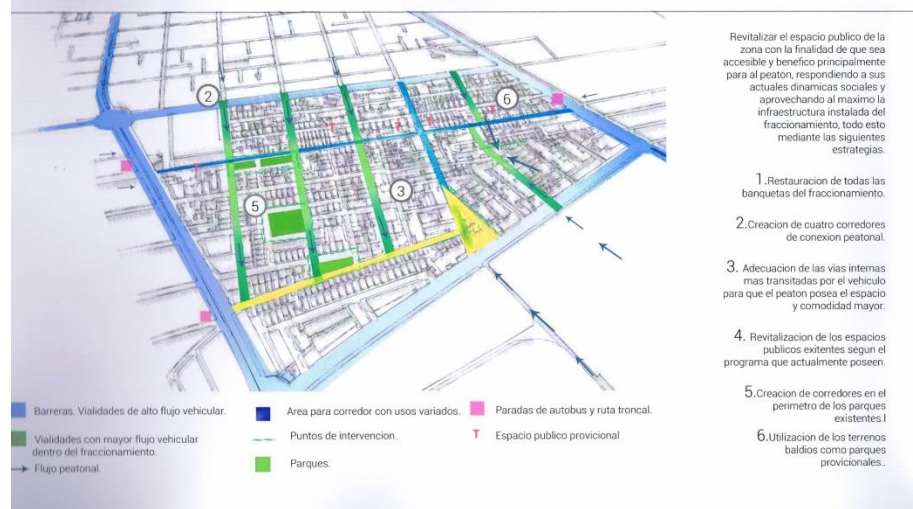 Revitalizar el espacio publico de la
zona con la finalidad de que sea
accesible y benefico principalmente
para al peaton, respondiendo a sus
actuales dinamicas sociales y
aprovechando al maximo la
infraestructura instalada del
fraccionamiento, todo esto
mediante las siguientes
estrategias.
1.Restauracion de todas las
banquetas del fraccionamiento.
2.Creacion de cuatro corredores
de conexion peatonal.
3. Adecuacion de las vias internas
mas transitadas por el vehiculo
para que el peaton posea el espacio
y comodidad mayor.
4. Revitalizacion de los espacios
publicos exitentes segun el
programa que actualmente poseen.
5.Creacion de corredores en el
perimetro de los parques
existentes.l
6.Utilizacion de los terrenos
baldios como parques
provicionales..
2
6
T
T
T
T
T
3
5
Barreras. Vialidades de alto flujo vehicular.
Vialidades con mayor flujo vehicular
dentro del fraccionamiento.
Flujo peatonal.
Area para corredor con usos variados.
Puntos de intervencion.
Parques.
Paradas de autobus y ruta troncal.
T Espacio publico provicional